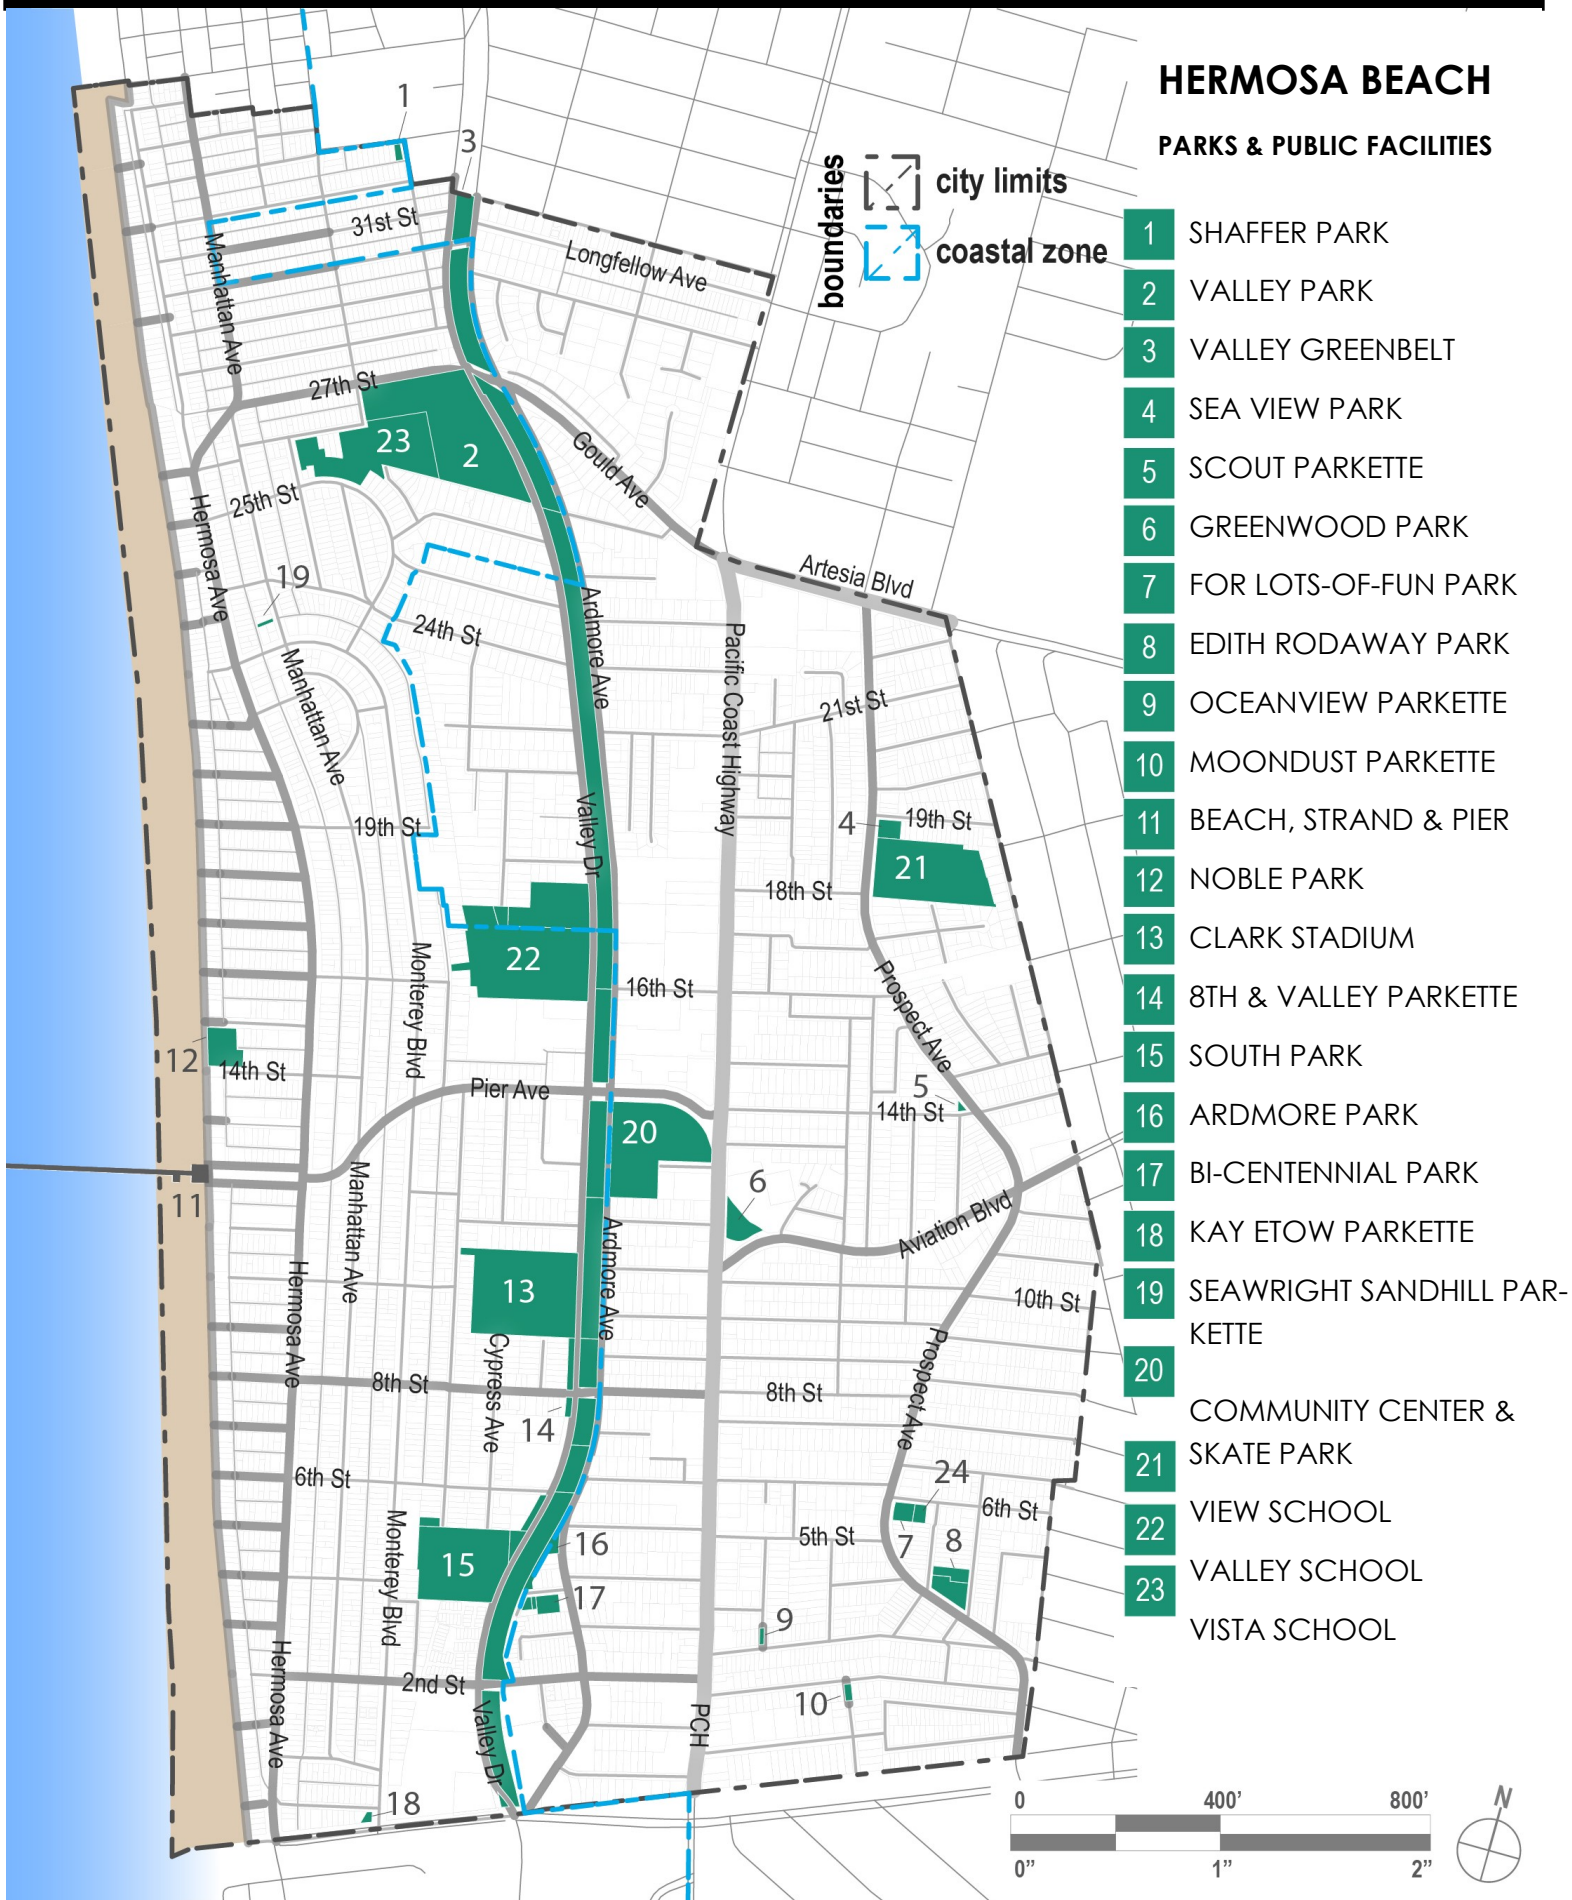 HERMOSA BEACH
PARKS & PUBLIC FACILITIES
boundaries
city limits
coastal zone
1 SHAFFER PARK
2 VALLEY PARK
3 VALLEY GREENBELT
4 SEA VIEW PARK
5 SCOUT PARKETTE
6 GREENWOOD PARK
7 FOR LOTS-OF-FUN PARK
8 EDITH RODAWAY PARK
9 OCEANVIEW PARKETTE
10 MOONDUST PARKETTE
11 BEACH, STRAND & PIER
12 NOBLE PARK
13 CLARK STADIUM
14 8TH & VALLEY PARKETTE
15 SOUTH PARK
16 ARDMORE PARK
17 BI-CENTENNIAL PARK
18 KAY ETOW PARKETTE
19 SEAWRIGHT SANDHILL PAR-
KETTE
20
COMMUNITY CENTER &
21 SKATE PARK
VIEW SCHOOL
22
VALLEY SCHOOL
23
VISTA SCHOOL
1
3
31st St
Longfellow Ave
Manhattan Ave
27th St
23
2
Gould Ave
25th St
Hermosa Ave
19
Artesia Blvd
24th St
Ardmore Ave
Manhattan Ave
Pacific Coast Highway
21st St
19th St
Valley Dr
4
19th St
21
18th St
22
Monterey Blvd
16th St
Prospect Ave
12
14th St
Pier Ave
5
14th St
20
11
Manhattan Ave
6
Aviation Blvd
Ardmore Ave
Hermosa Ave
13
10th St
Cypress Ave
Prospect Ave
8th St
8th St
14
6th St
24
6th St
Monterey Blvd
5th St
7
8
15
16
17
9
Hermosa Ave
2nd St
10
Valley Dr
PCH
18
0 400’ 800’
0” 1” 2”
N